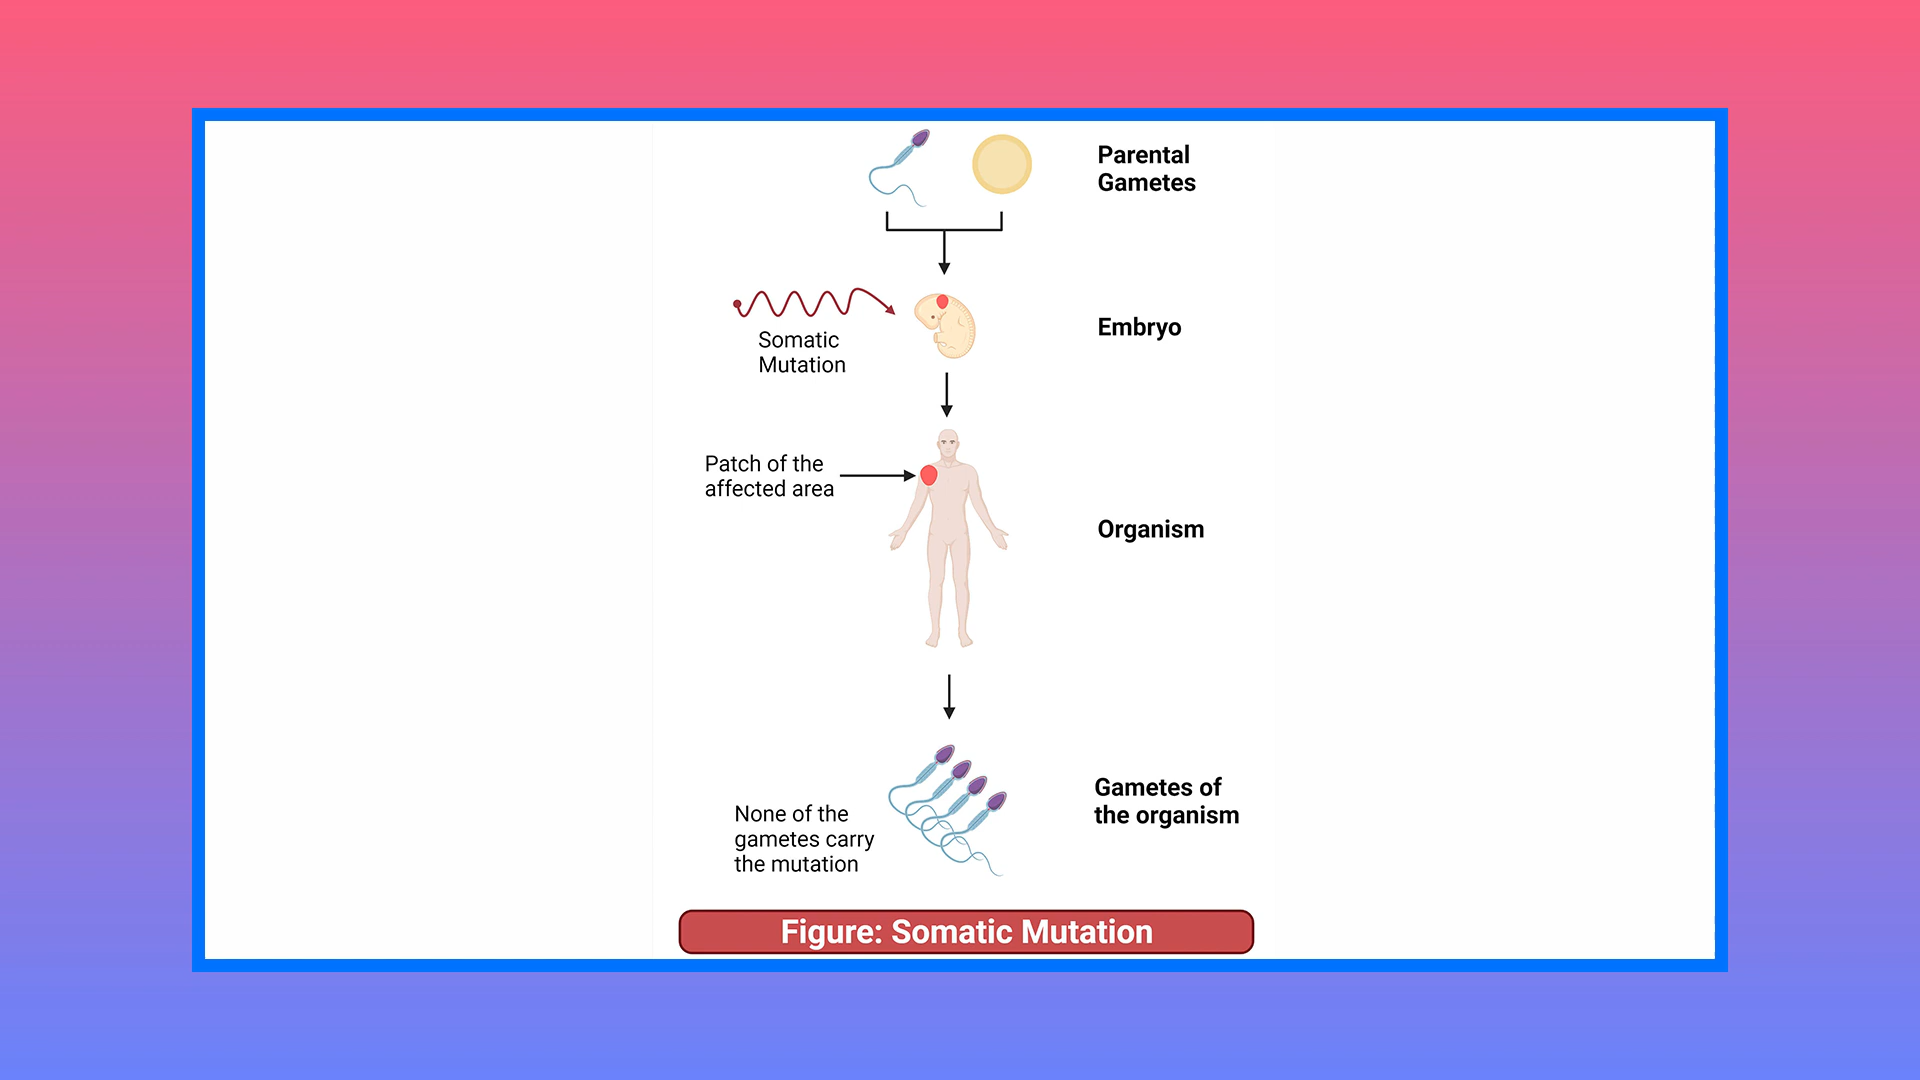 Parental
Gametes
Somatic
Mutation
Embryo
Patch of the
affected area
Organism
None of the
gametes carry
the mutation
Gametes of
the organism
Figure: Somatic Mutation